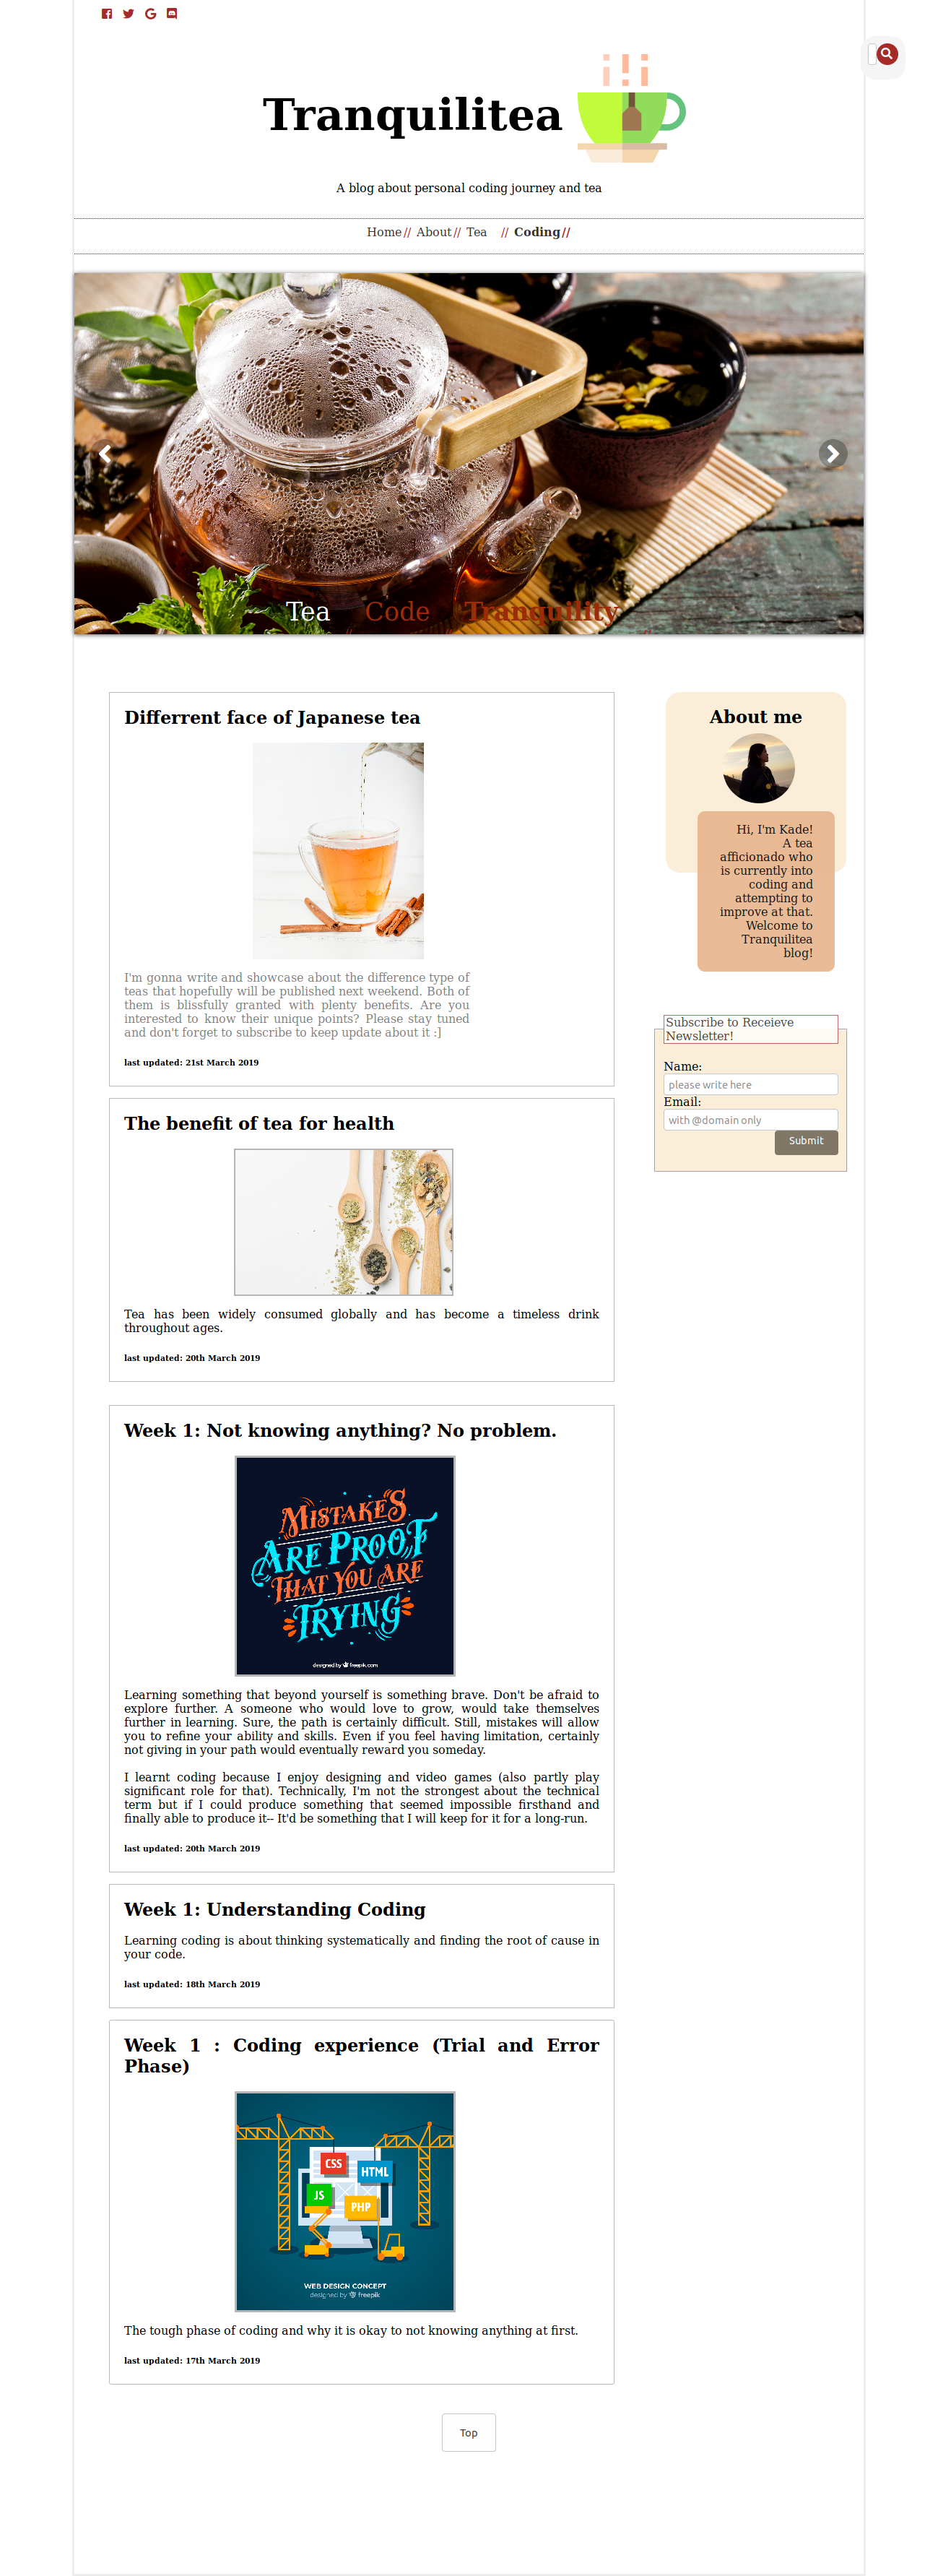 Tranquilitea
A blog about personal coding journey and tea
Home// About// Tea // Coding//
Tea Code Tranquility
Differrent face of Japanese tea
I'm gonna write and showcase about the difference type of
teas that hopefully will be published next weekend. Both of
them is blissfully granted with plenty benefits. Are you
interested to know their unique points? Please stay tuned
and don't forget to subscribe to keep update about it :]
last updated: 21st March 2019
The benefit of tea for health
Tea has been widely consumed globally and has become a timeless drink
throughout ages.
last updated: 20th March 2019
Week 1: Not knowing anything? No problem.
MISTAKES
ARE PROOF
THAT YOU ARE
TRYING
designed by freepik.com
Learning something that beyond yourself is something brave. Don't be afraid to
explore further. A someone who would love to grow, would take themselves
further in learning. Sure, the path is certainly difficult. Still, mistakes will allow
you to refine your ability and skills. Even if you feel having limitation, certainly
not giving in your path would eventually reward you someday.
I learnt coding because I enjoy designing and video games (also partly play
significant role for that). Technically, I'm not the strongest about the technical
term but if I could produce something that seemed impossible firsthand and
finally able to produce it-- It'd be something that I will keep for it for a long-run.
last updated: 20th March 2019
Week 1: Understanding Coding
Learning coding is about thinking systematically and finding the root of cause in
your code.
last updated: 18th March 2019
Week 1 : Coding experience (Trial and Error
Phase)
CSS
HTML
JS
PHP
WEB DESIGN CONCEPT
designed by freepik
The tough phase of coding and why it is okay to not knowing anything at first.
last updated: 17th March 2019
About me
Hi, I'm Kade!
A tea
afficionado who
is currently into
coding and
attempting to
improve at that.
Welcome to
Tranquilitea
blog!
Subscribe to Receieve
Newsletter!
Name:
please write here
Email:
with @domain only
Submit
Top